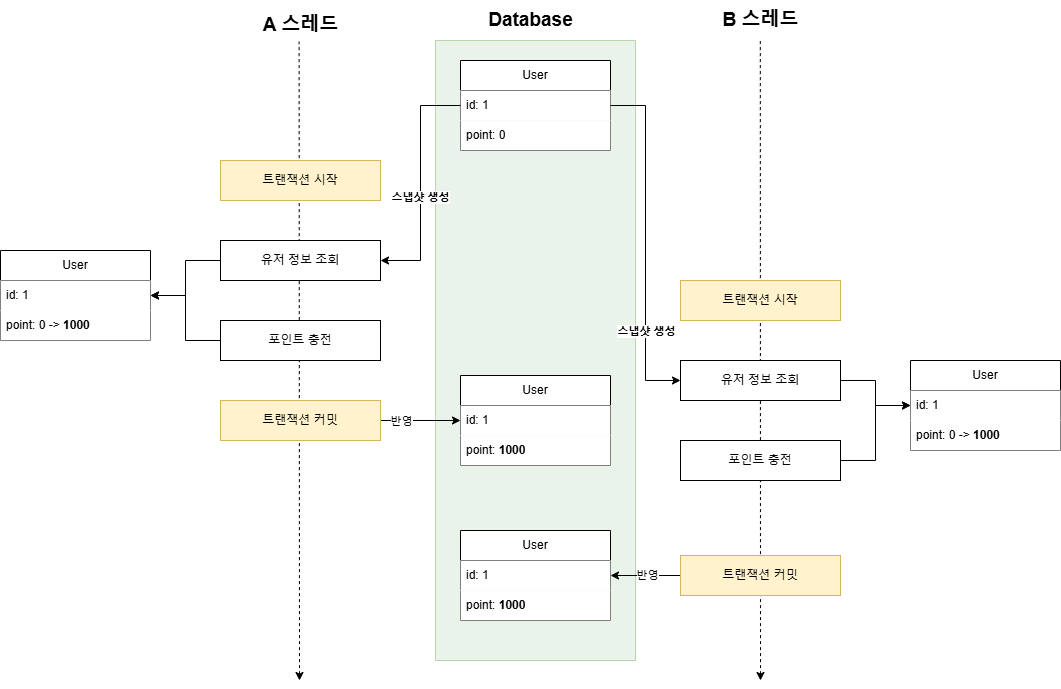 A 스레드
Database
B 스레드
User
id: 1
point: 0
트랜잭션 시작
스냅샷 생성
유저 정보 조회
User
id: 1
point: 0 -> 1000
포인트 충전
트랜잭션 시작
스냅샷 생성
유저 정보 조회
User
id: 1
point: 0 -> 1000
트랜잭션 커밋
반영
User
id: 1
point: 1000
포인트 충전
User
id: 1
point: 1000
반영
트랜잭션 커밋